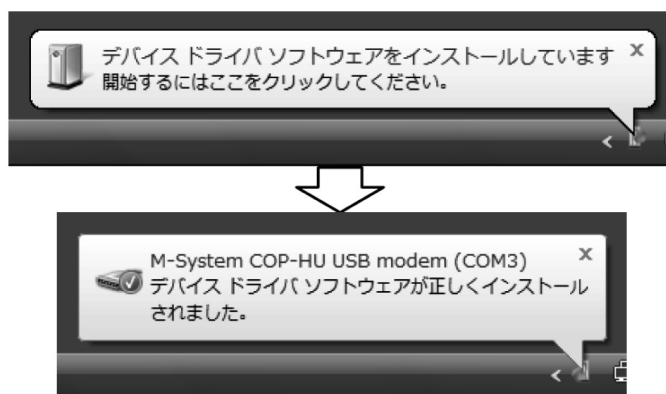 デバイス ドライバ ソフトウェアをインストールしています
開始するにはここをクリックしてください。
M-System COP-HU USB modem (COM3)
デバイス ドライバ ソフトウェアが正しくインストール
されました。